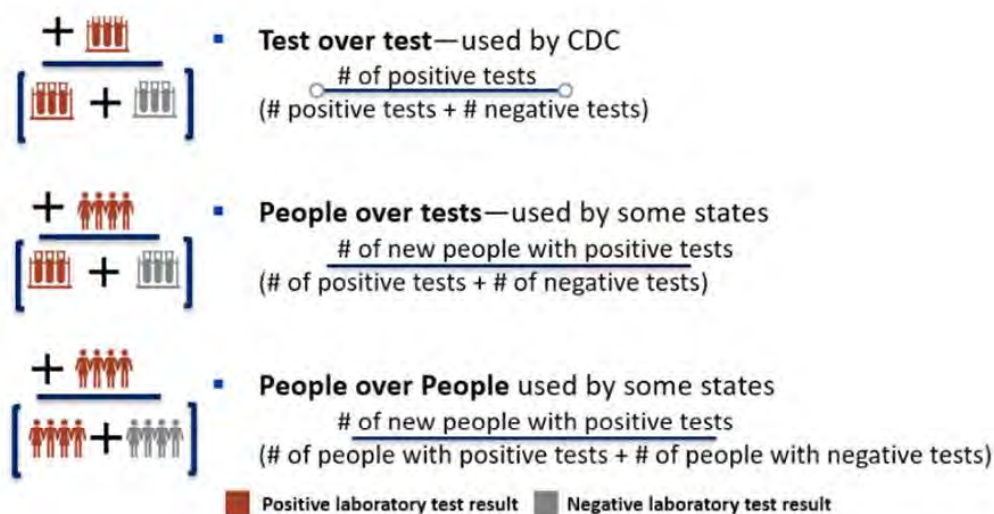 Test over test—used by CDC
# of positive tests
(# positive tests + # negative tests)
People over tests—used by some states
# of new people with positive tests
(# of positive tests + # of negative tests)
People over People used by some states
# of new people with positive tests
(# of people with positive tests + # of people with negative tests)
Positive laboratory test result Negative laboratory test result